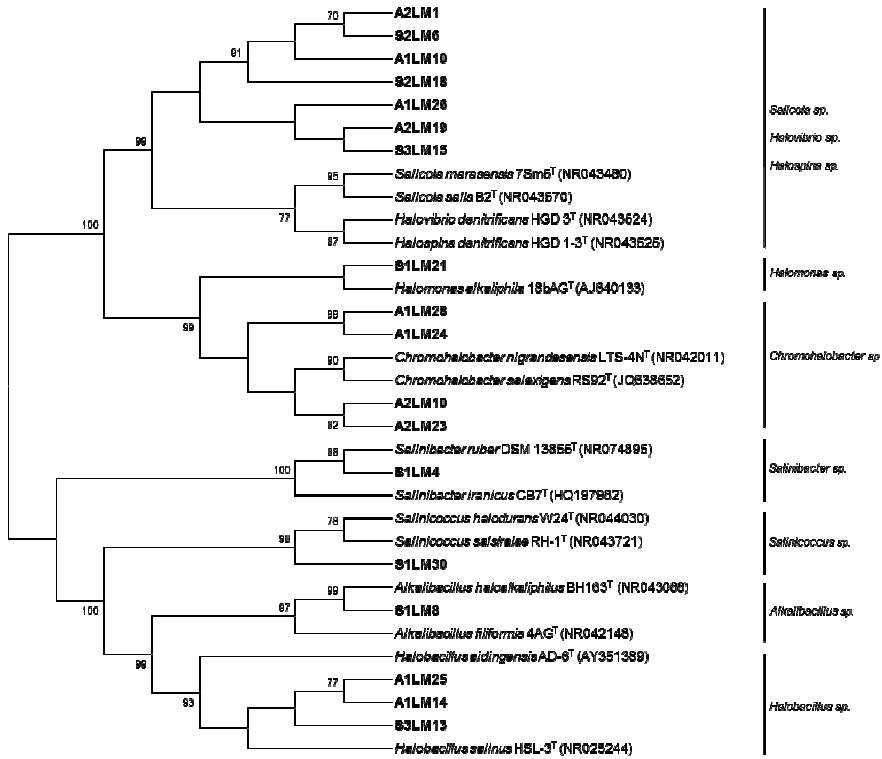 70
A2LM1
S2LM6
81
A1LM10
S2LM18
A1LM26
Salicola sp.
A2LM19
Halovibrio sp.
99
S3LM15
Halospina sp.
95
Salicola marasensis 7Sm5T (NR043480)
Salicola salis B2T (NR043570)
77
Halovibrio denitrificans HGD 3T (NR043524)
97
Halospina denitrificans HGD 1-3T (NR043525)
100
S1LM21
Halomonas sp.
Halomonas alkaliphila 18bAGT (AJ640133)
99
A1LM28
99
A1LM24
90
Chromohalobacter nigrandesensis LTS-4NT (NR042011)
Chromohalobacter sp
Chromohalobacter salexigens RS92T (JQ638652)
A2LM10
82
A2LM23
88
Salinibacter ruber DSM 13855T (NR074895)
100
S1LM4
Salinibacter sp.
Salinibacter iranicus CB7T (HQ197982)
78
Salinicoccus halodurans W24T (NR044030)
98
Salinicoccus salsiraiae RH-1T (NR043721)
Salinicoccus sp.
S1LM30
99
Alkalibacillus haloalkaliphilus BH163T (NR043066)
100
97
S1LM8
Alkalibacillus sp.
Alkalibacillus filiformis 4AGT (NR042148)
99
Halobacillus aidingensis AD-6T (AY351389)
77
A1LM25
93
A1LM14
Halobacillus sp.
S3LM13
Halobacillus salinus HSL-3T (NR025244)